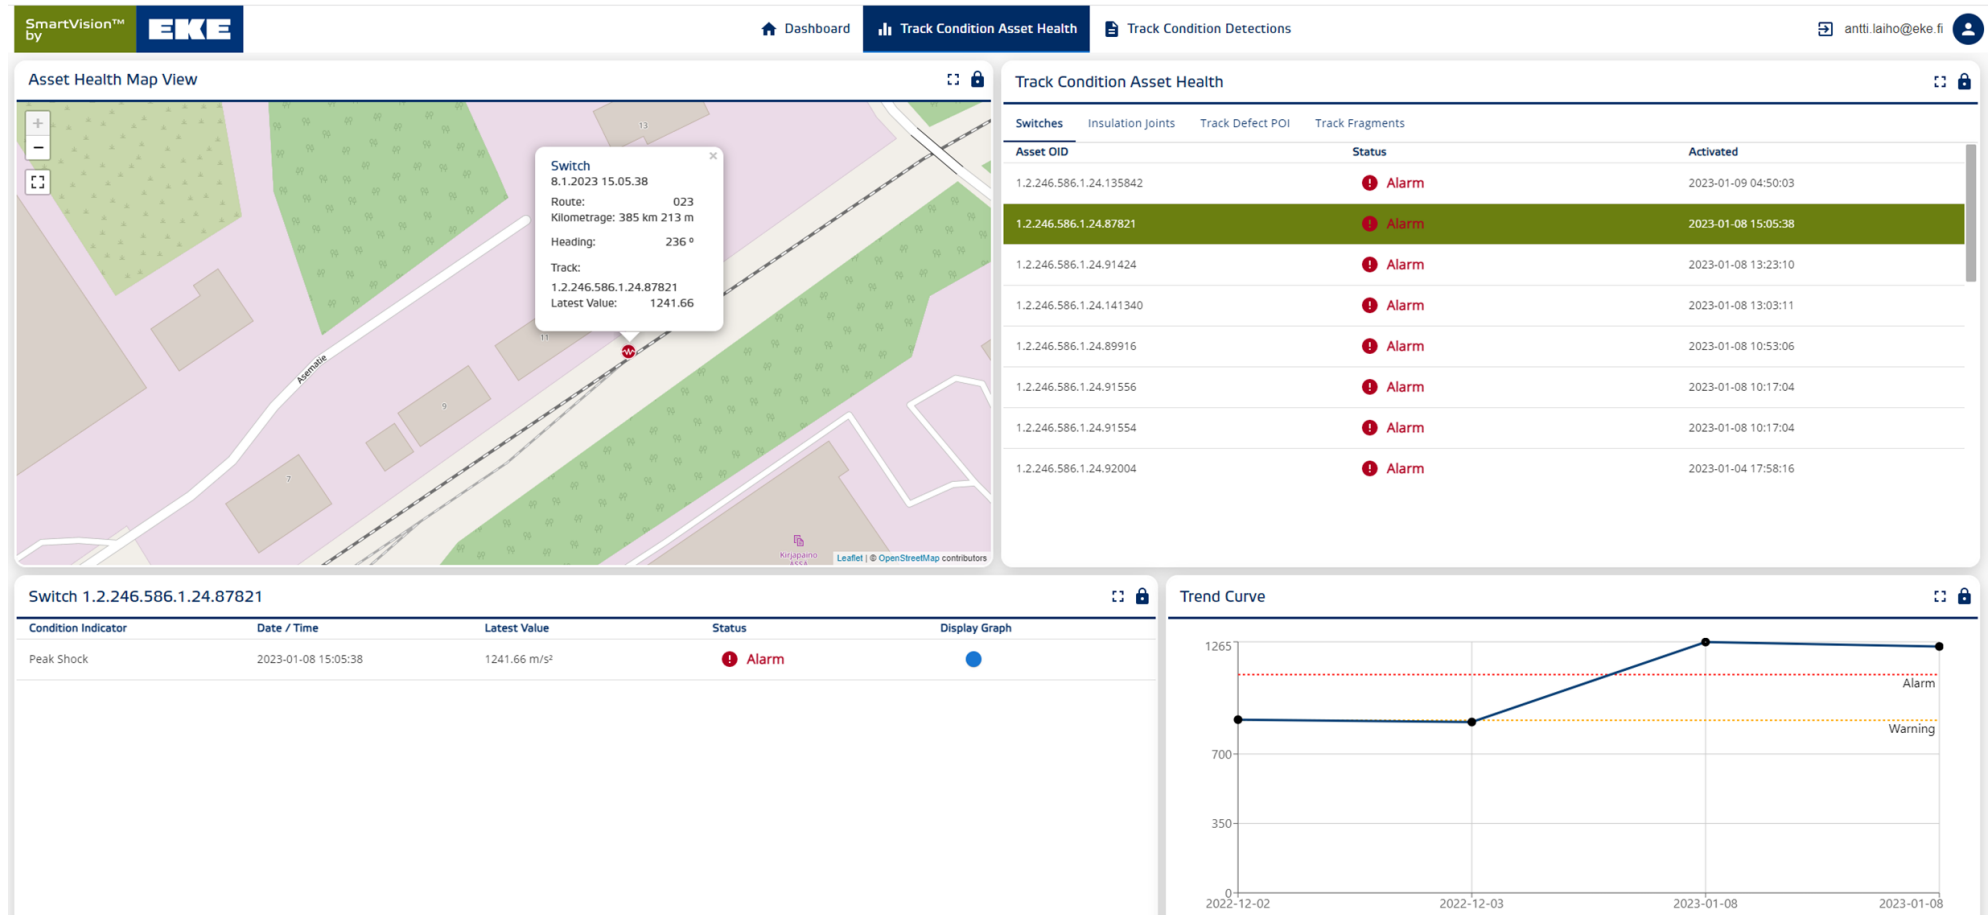 SmartVision™
by
EKE
Dashboard
Track Condition Asset Health
Track Condition Detections
antti.laiho@eke.fi
Asset Health Map View
+
−
13
11
9
7
Asematie
Kirjapaino
ASSA
Switch
×
8.1.2023 15.05.38
Route: 023
Kilometrage: 385 km 213 m
Heading: 236 º
Track:
1.2.246.586.1.24.87821
Latest Value: 1241.66
Leaflet | © OpenStreetMap contributors
Track Condition Asset Health
Switches Insulation Joints Track Defect POI Track Fragments
Asset OID Status Activated
1.2.246.586.1.24.135842 ! Alarm 2023-01-09 04:50:03
1.2.246.586.1.24.87821 ! Alarm 2023-01-08 15:05:38
1.2.246.586.1.24.91424 ! Alarm 2023-01-08 13:23:10
1.2.246.586.1.24.141340 ! Alarm 2023-01-08 13:03:11
1.2.246.586.1.24.89916 ! Alarm 2023-01-08 10:53:06
1.2.246.586.1.24.91556 ! Alarm 2023-01-08 10:17:04
1.2.246.586.1.24.91554 ! Alarm 2023-01-08 10:17:04
1.2.246.586.1.24.92004 ! Alarm 2023-01-04 17:58:16
Switch 1.2.246.586.1.24.87821
Condition Indicator Date / Time Latest Value Status Display Graph
Peak Shock 2023-01-08 15:05:38 1241.66 m/s² ! Alarm
Trend Curve
1265
Alarm
Warning
700
350
0
2022-12-02 2022-12-03 2023-01-08 2023-01-08